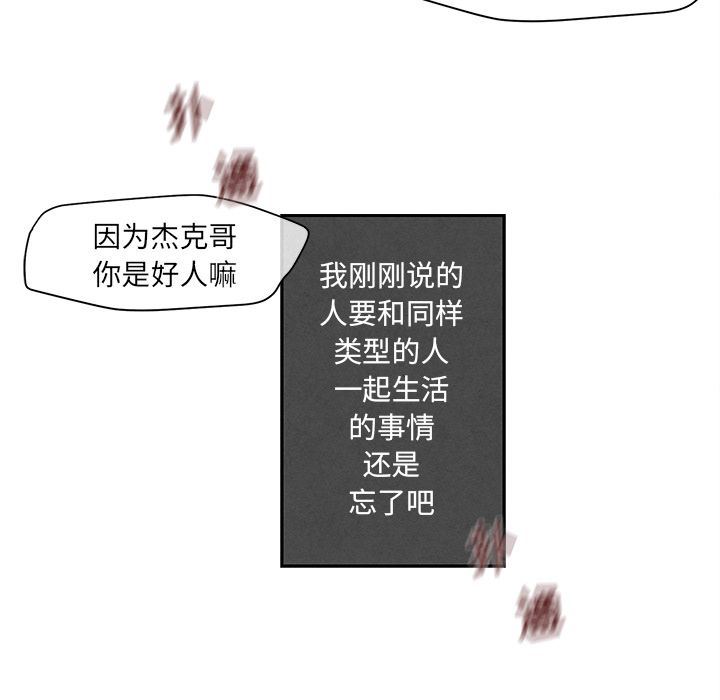 因为杰克哥
你是好人嘛
我刚刚说的
人要和同样
类型的人
一起生活
的事情
还是
忘了吧